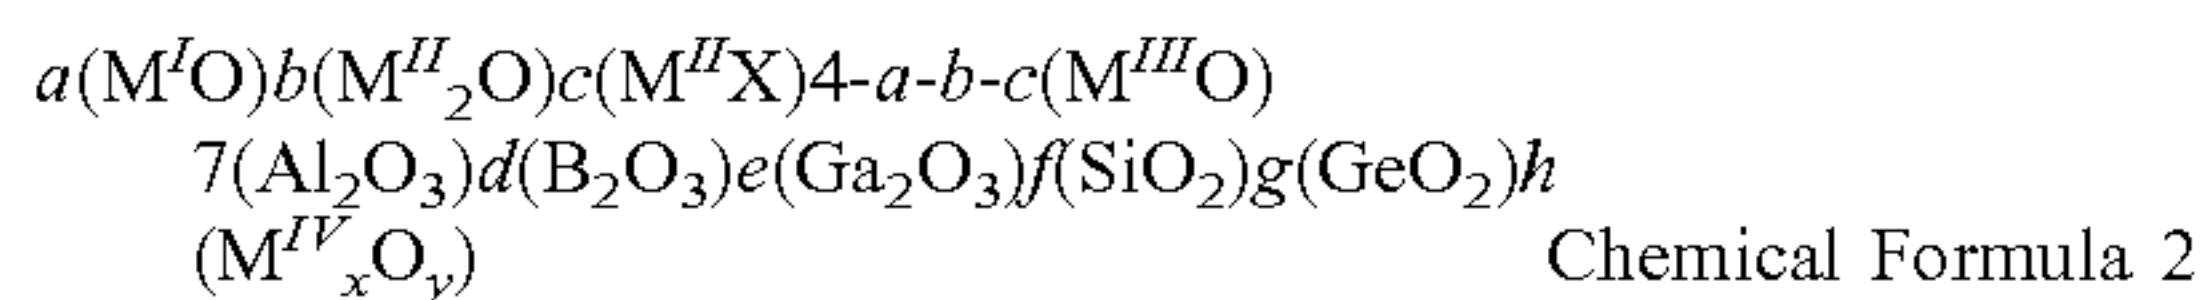 a(M^IO)b(M^II_2O)c(M^IIX)4-a-b-c(M^IIIO)
7(Al_2O_3)d(B_2O_3)e(Ga_2O_3)f(SiO_2)g(GeO_2)h
(M^IV_xO_y) Chemical Formula 2